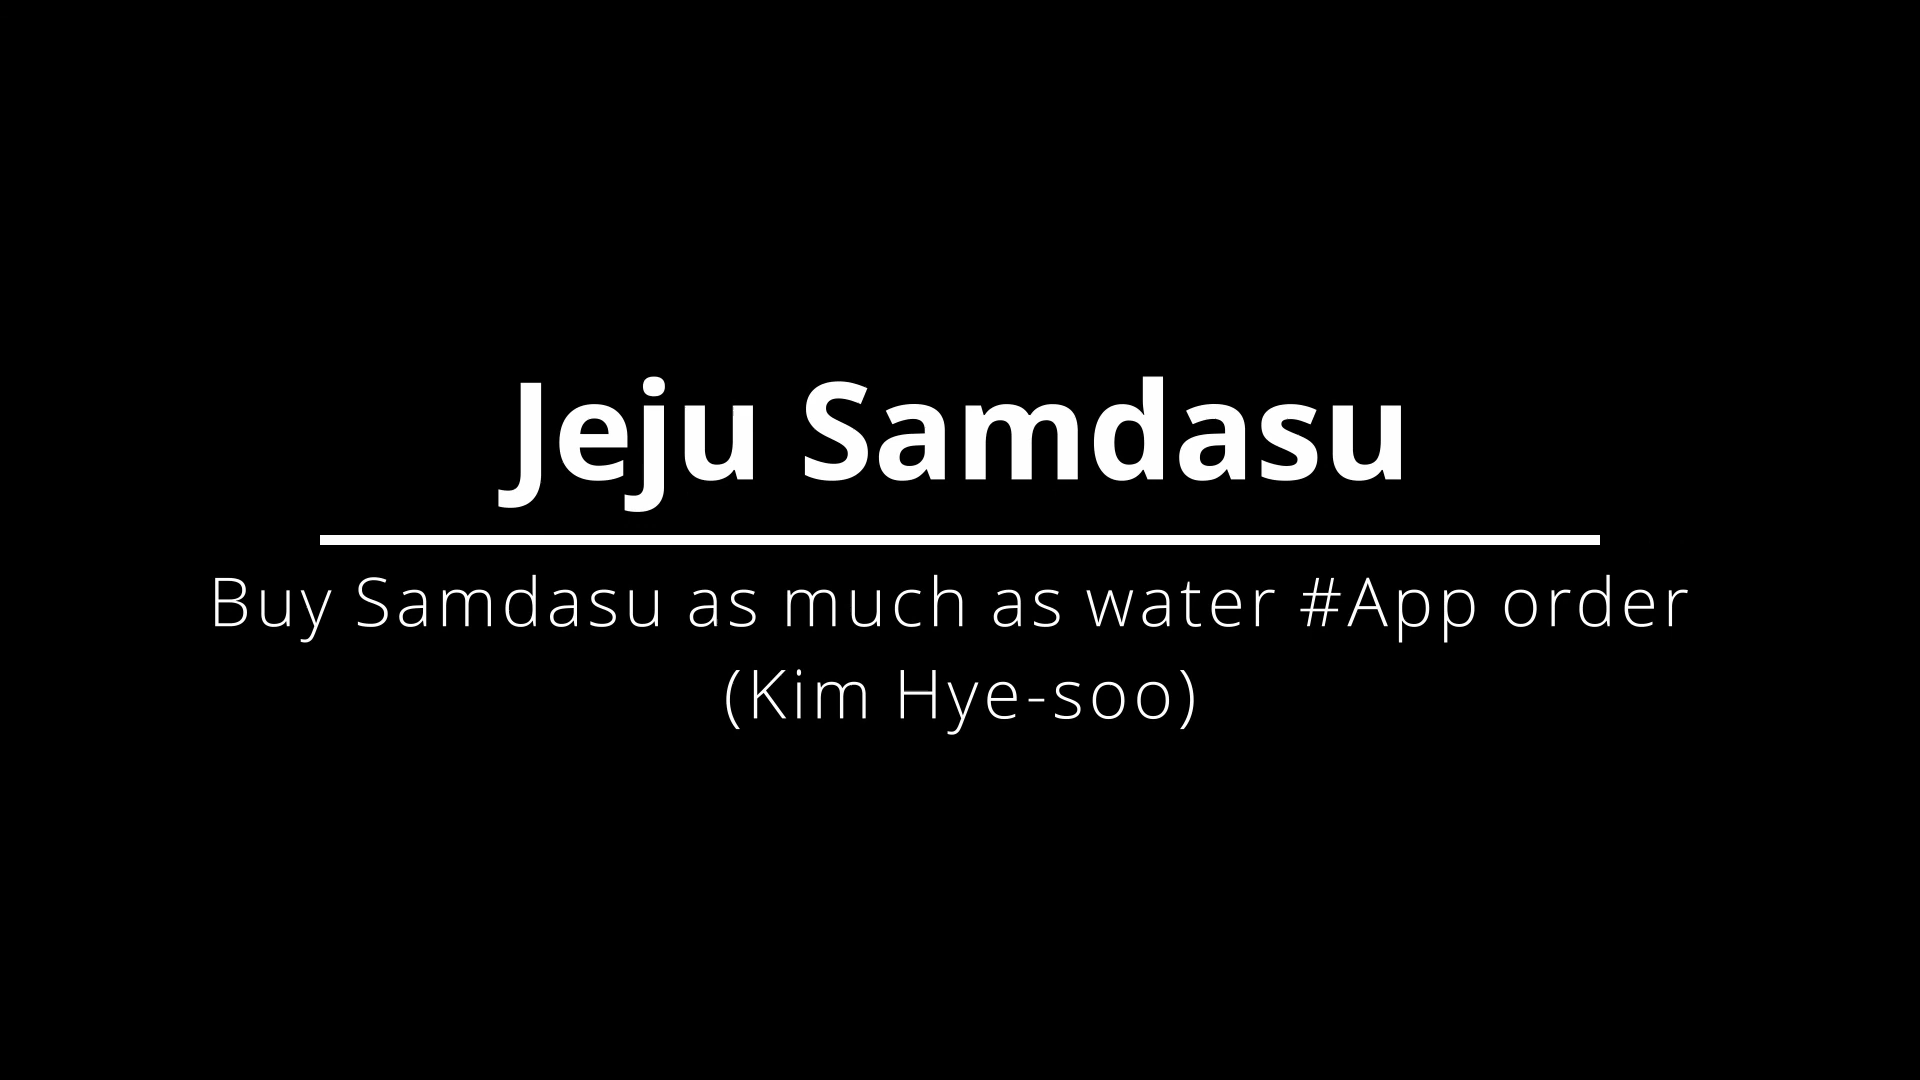 Jeju Samdasu
Buy Samdasu as much as water #App order
(Kim Hye-soo)